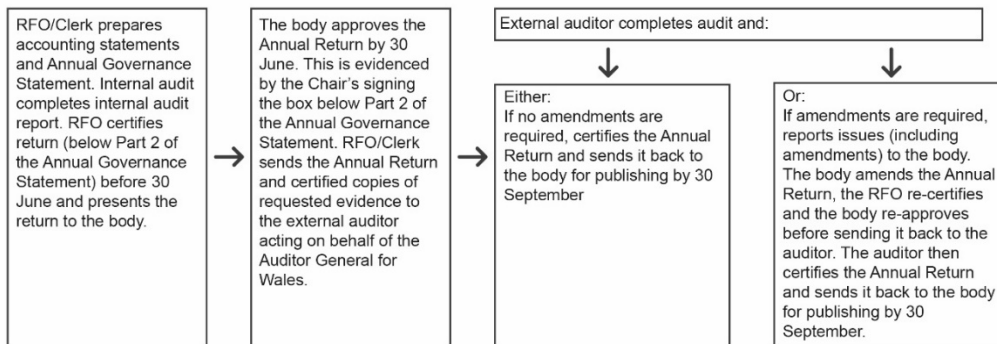 RFO/Clerk prepares
accounting statements
and Annual Governance
Statement. Internal audit
completes internal audit
report. RFO certifies
return (below Part 2 of
the Annual Governance
Statement) before 30
June and presents the
return to the body.
The body approves the
Annual Return by 30
June. This is evidenced
by the Chair's signing
the box below Part 2 of
the Annual Governance
Statement. RFO/Clerk
sends the Annual Return
and certified copies of
requested evidence to
the external auditor
acting on behalf of the
Auditor General for
Wales.
External auditor completes audit and:
Either:
If no amendments are
required, certifies the Annual
Return and sends it back to
the body for publishing by 30
September
Or:
If amendments are required,
reports issues (including
amendments) to the body.
The body amends the Annual
Return, the RFO re-certifies
and the body re-approves
before sending it back to the
auditor. The auditor then
certifies the Annual Return
and sends it back to the body
for publishing by 30
September.